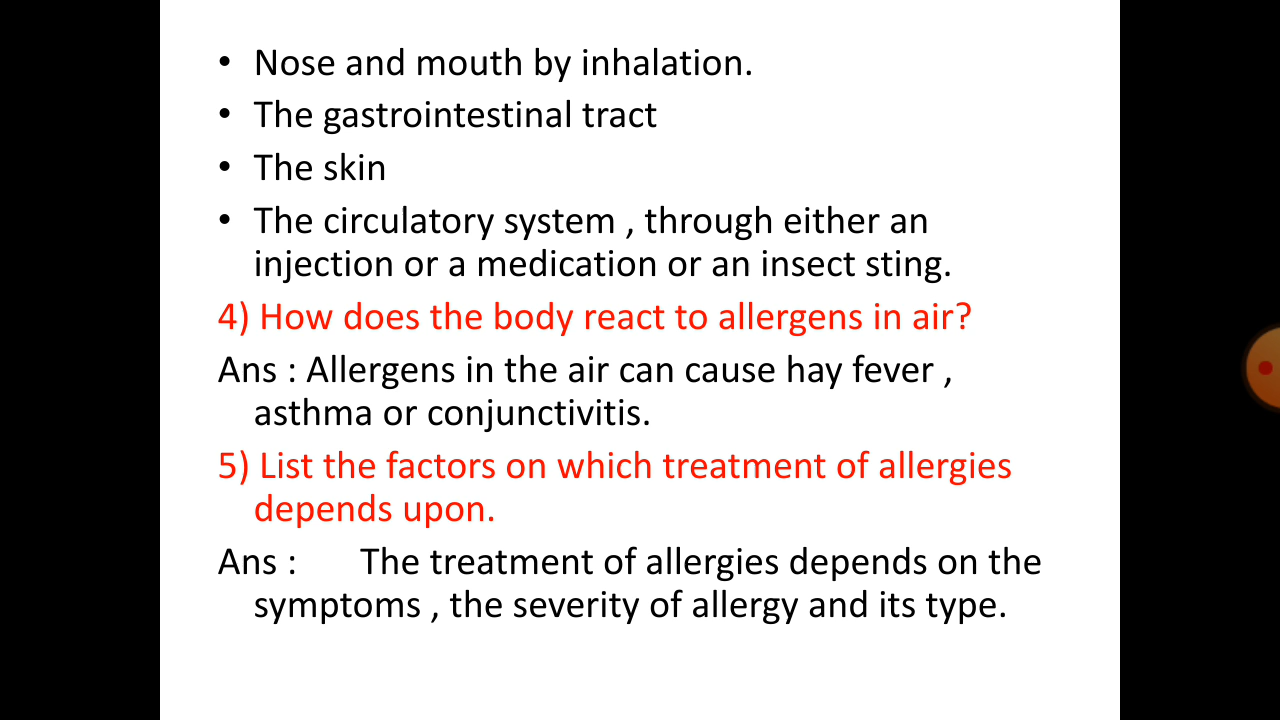 • Nose and mouth by inhalation.
• The gastrointestinal tract
• The skin
• The circulatory system , through either an
injection or a medication or an insect sting.
4) How does the body react to allergens in air?
Ans : Allergens in the air can cause hay fever ,
asthma or conjunctivitis.
5) List the factors on which treatment of allergies
depends upon.
Ans : The treatment of allergies depends on the
symptoms , the severity of allergy and its type.